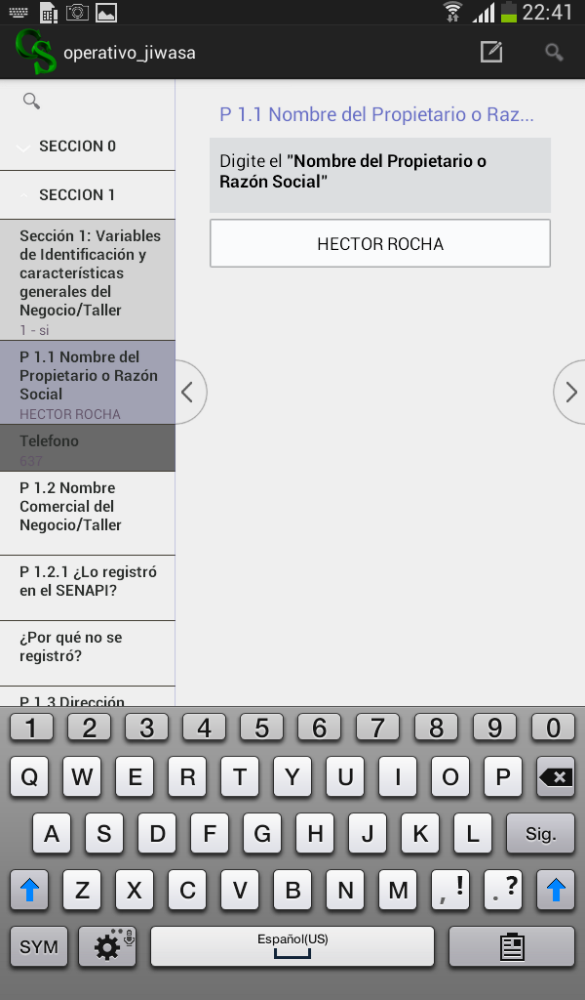 22:41
operativo_jiwasa
SECCION 0
SECCION 1
Sección 1: Variables
de Identificación y
características
generales del
Negocio/Taller
1 - si
P 1.1 Nombre del
Propietario o Razón
Social
HECTOR ROCHA
Telefono
637
P 1.2 Nombre
Comercial del
Negocio/Taller
P 1.2.1 ¿Lo registró
en el SENAPI?
¿Por qué no se
registró?
P 1.3 Dirección
P 1.1 Nombre del Propietario o Raz...
Digite el "Nombre del Propietario o
Razón Social"
HECTOR ROCHA
1 2 3 4 5 6 7 8 9 0
Q W E R T Y U I O P
A S D F G H J K L Sig.
Z X C V B N M , ! . ?
SYM Español(US)